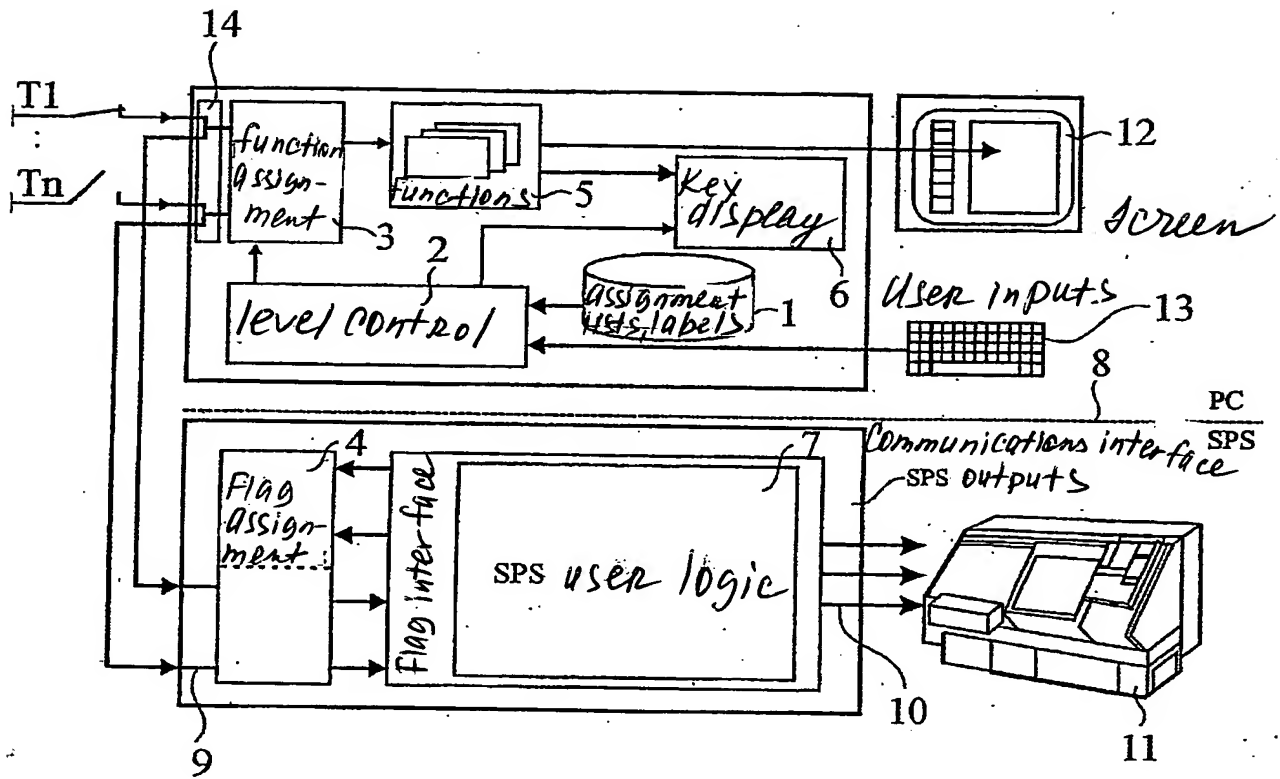 14
T1
:
Tn
function
assign-
ment
3
functions
5
Key
display
6
12
Screen
2
level control
assignment
lists, labels
1
User inputs
13
8
PC
SPS
Communications interface
SPS outputs
4
Flag
assign-
ment
Flag interface
7
SPS user logic
9
10
11